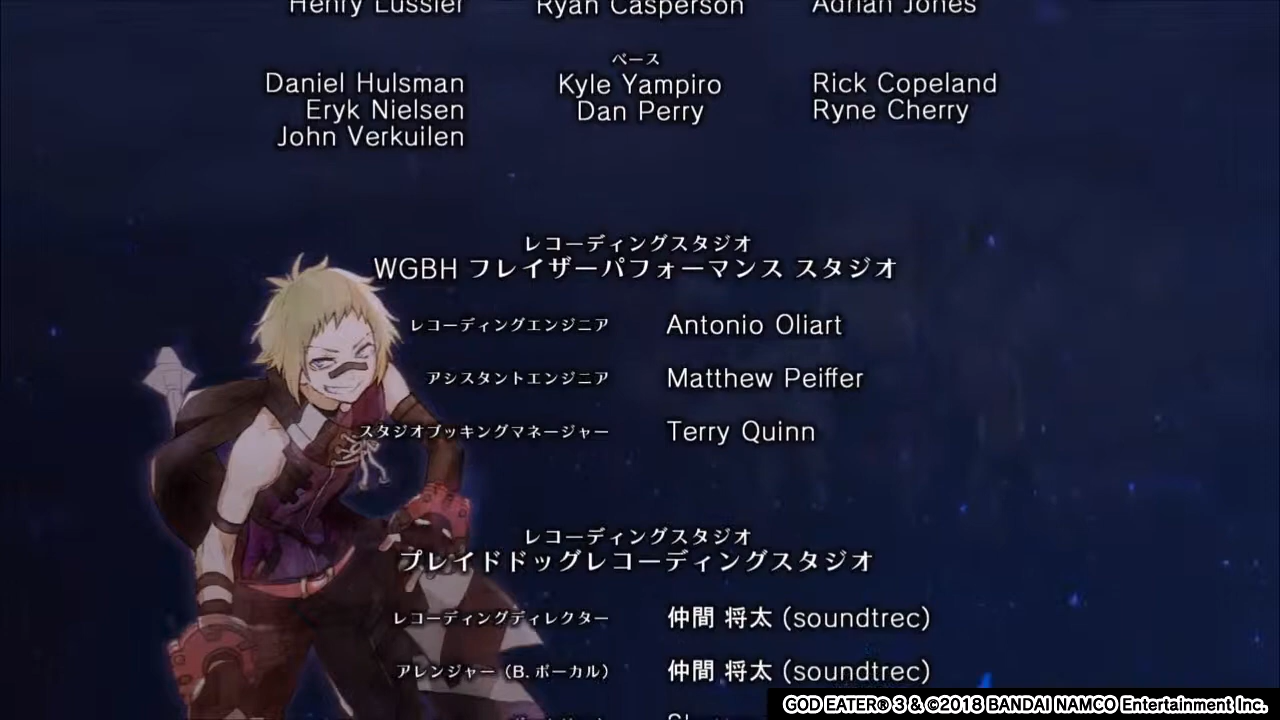 Henry Lussier Ryan Casperson Adrian Jones
ベース
Daniel Hulsman Kyle Yampiro Rick Copeland
Eryk Nielsen Dan Perry Ryne Cherry
John Verkuilen
レコーディングスタジオ
WGBH フレイザーパフォーマンス スタジオ
レコーディングエンジニア Antonio Oliart
アシスタントエンジニア Matthew Peiffer
スタジオブッキングマネージャー Terry Quinn
レコーディングスタジオ
プレイドドッグレコーディングスタジオ
レコーディングディレクター 仲間 将太 (soundtrec)
アレンジャー（B. ボーカル） 仲間 将太 (soundtrec)
GOD EATER® 3 & ©2018 BANDAI NAMCO Entertainment Inc.